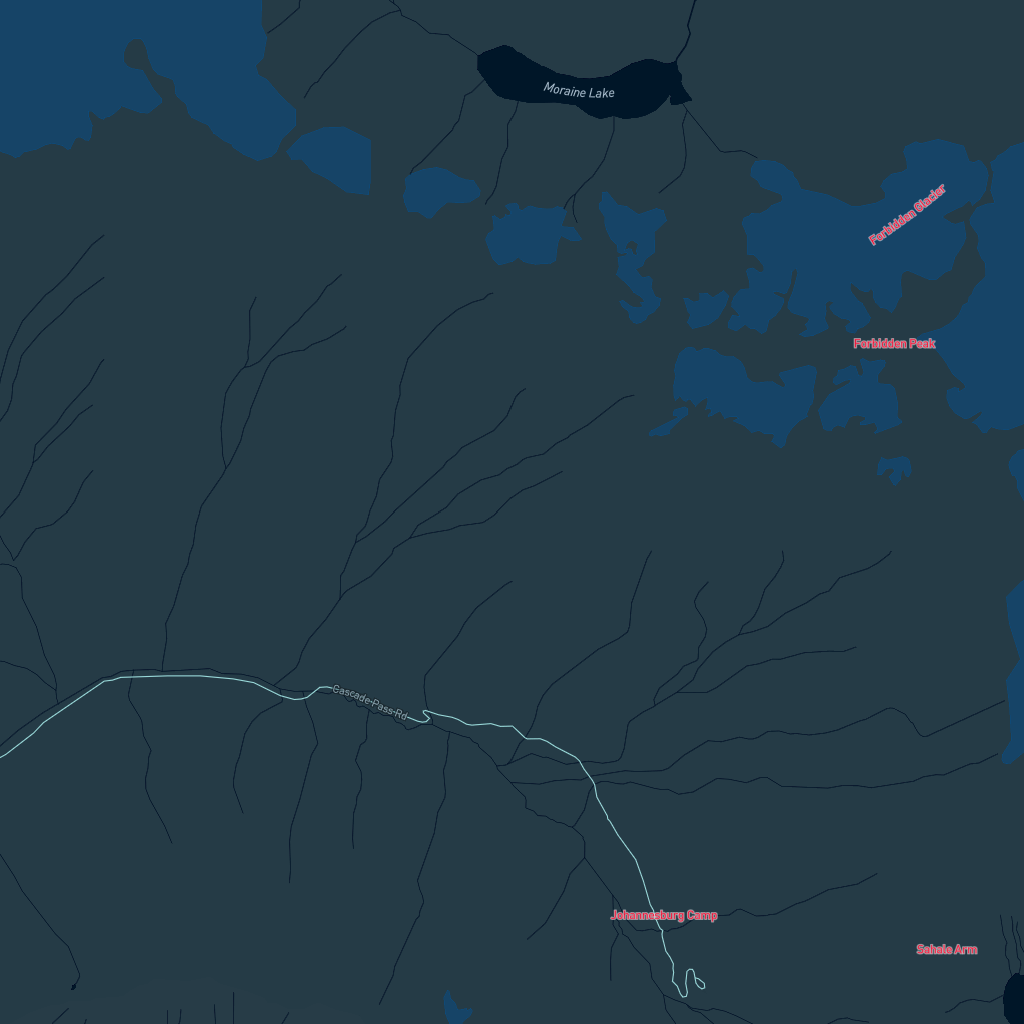 Moraine Lake
Forbidden Glacier
Forbidden Peak
Cascade Pass Rd
Johannesburg Camp
Sahale Arm